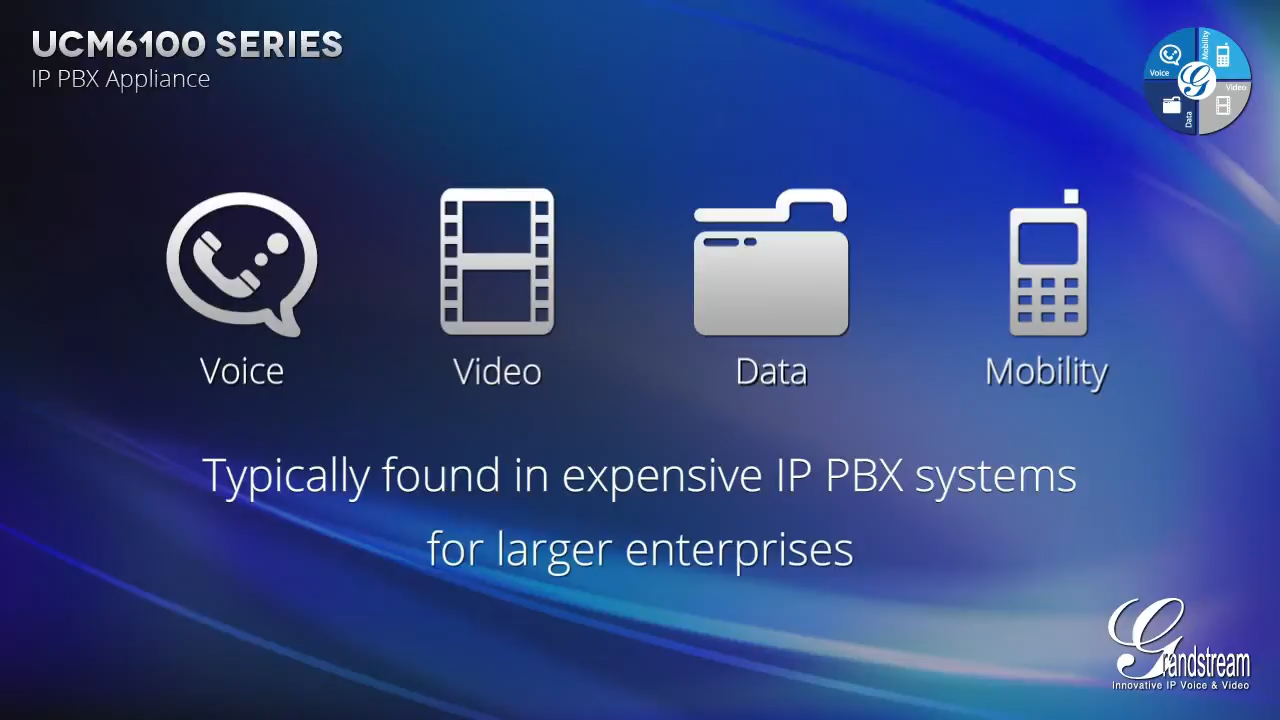 UCM6100 SERIES
IP PBX Appliance
Voice
Mobility
Data
Video
Voice
Video
Data
Mobility
Typically found in expensive IP PBX systems
for larger enterprises
Grandstream
Innovative IP Voice & Video